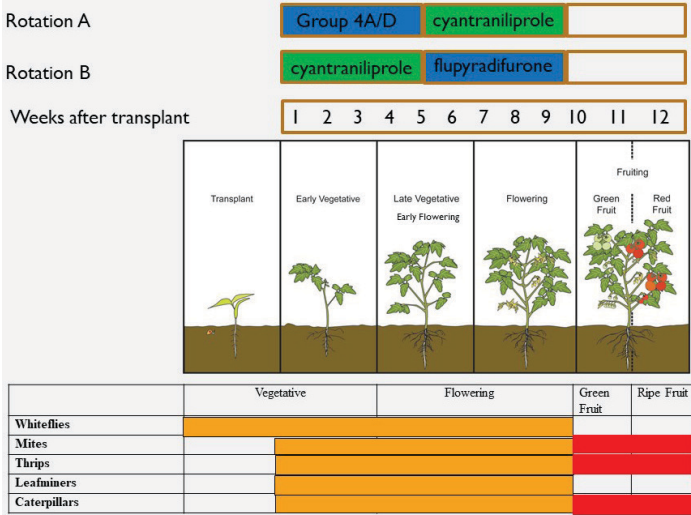 Rotation A
Group 4A/D cyantraniliprole
Rotation B
cyantraniliprole flupyradifurone
Weeks after transplant
1 2 3 4 5 6 7 8 9 10 11 12
Fruiting
Transplant Early Vegetative Late Vegetative Flowering Green Red
Early Flowering Fruit Fruit
Vegetative Flowering Green Ripe Fruit
Fruit
Whiteflies
Mites
Thrips
Leafminers
Caterpillars